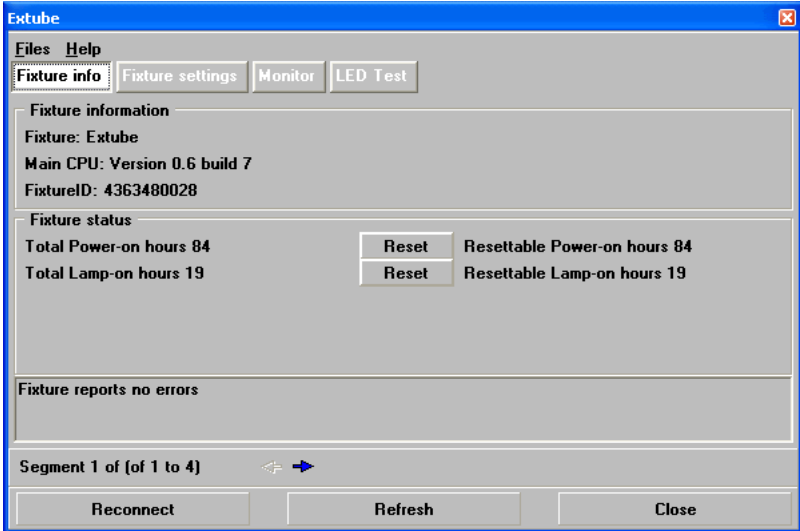 Extube
Files Help
Fixture info Fixture settings Monitor LED Test
Fixture information
Fixture: Extube
Main CPU: Version 0.6 build 7
FixtureID: 4363480028
Fixture status
Total Power-on hours 84 Reset Resettable Power-on hours 84
Total Lamp-on hours 19 Reset Resettable Lamp-on hours 19
Fixture reports no errors
Segment 1 of (of 1 to 4)
Reconnect Refresh Close